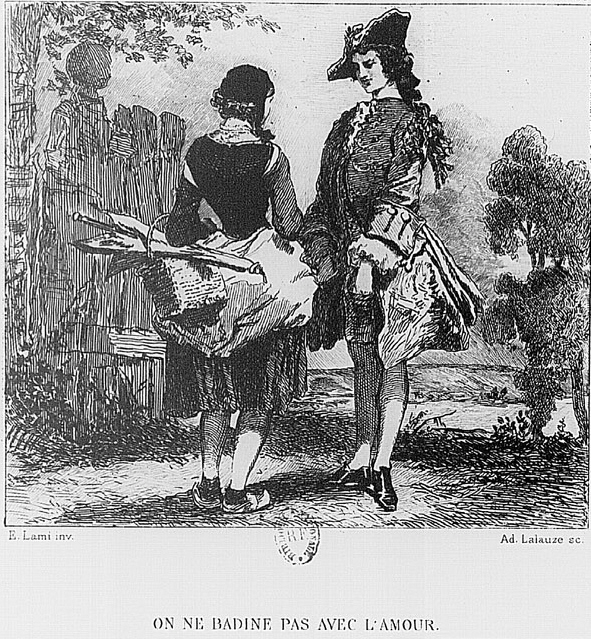 E. Lami inv.
Ad. Lalauze sc.
ON NE BADINE PAS AVEC L'AMOUR.